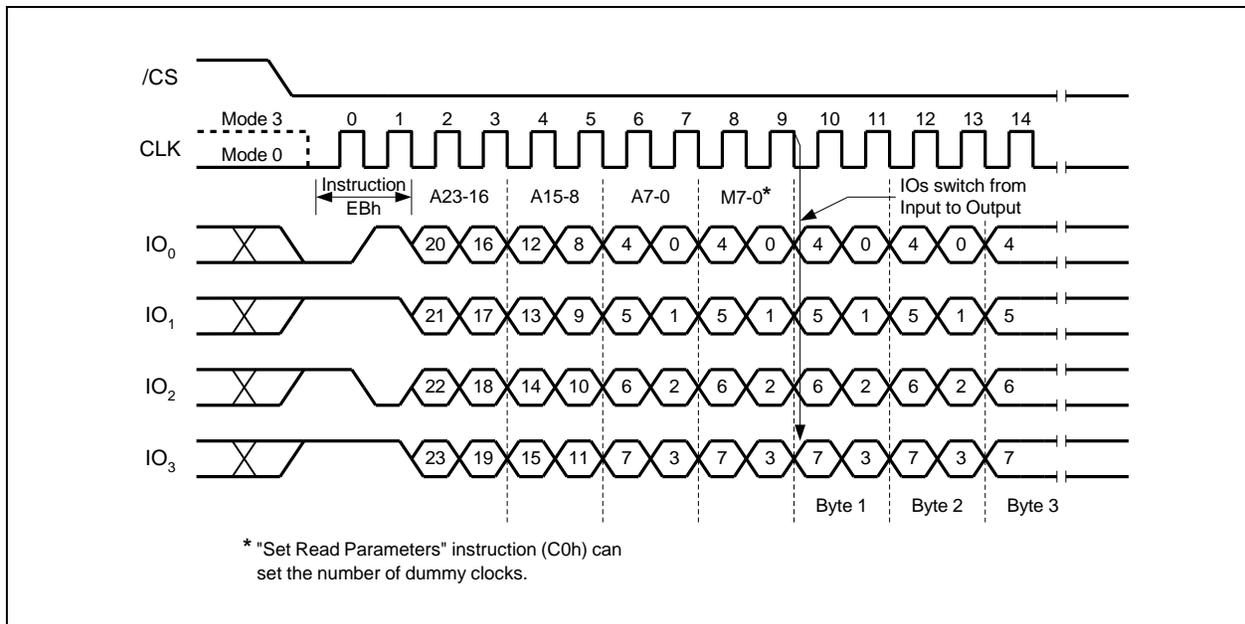 /CS
Mode 3 0 1 2 3 4 5 6 7 8 9 10 11 12 13 14
CLK
Mode 0
Instruction
EBh
A23-16 A15-8 A7-0 M7-0*
IOs switch from
Input to Output
IO0 20 16 12 8 4 0 4 0 4 0 4 0 4
IO1 21 17 13 9 5 1 5 1 5 1 5 1 5
IO2 22 18 14 10 6 2 6 2 6 2 6 2 6
IO3 23 19 15 11 7 3 7 3 7 3 7 3 7
Byte 1 Byte 2 Byte 3
* "Set Read Parameters" instruction (C0h) can
set the number of dummy clocks.